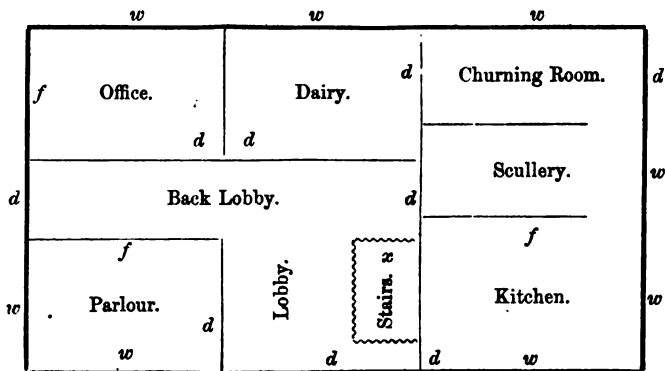 w w w
f Office. Dairy. d Churning Room. d
d d
Scullery. w
d Back Lobby. d
f f
w Parlour. d Lobby. Stairs. x Kitchen. w
w d d w